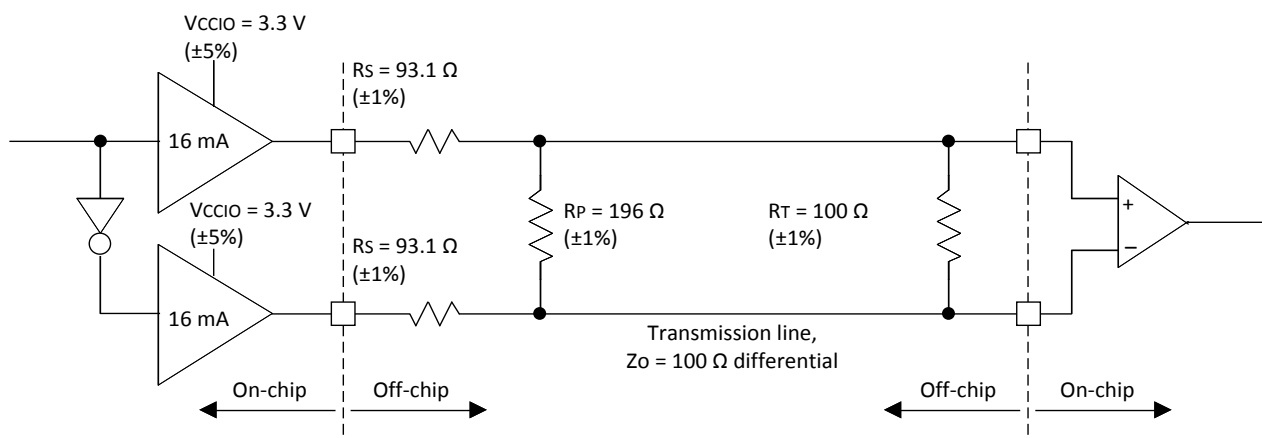 VCCIO = 3.3 V
(±5%)
RS = 93.1 Ω
(±1%)
16 mA
VCCIO = 3.3 V
(±5%)
RP = 196 Ω
(±1%)
RT = 100 Ω
(±1%)
+
−
RS = 93.1 Ω
(±1%)
16 mA
Transmission line,
Zo = 100 Ω differential
On-chip
Off-chip
Off-chip
On-chip